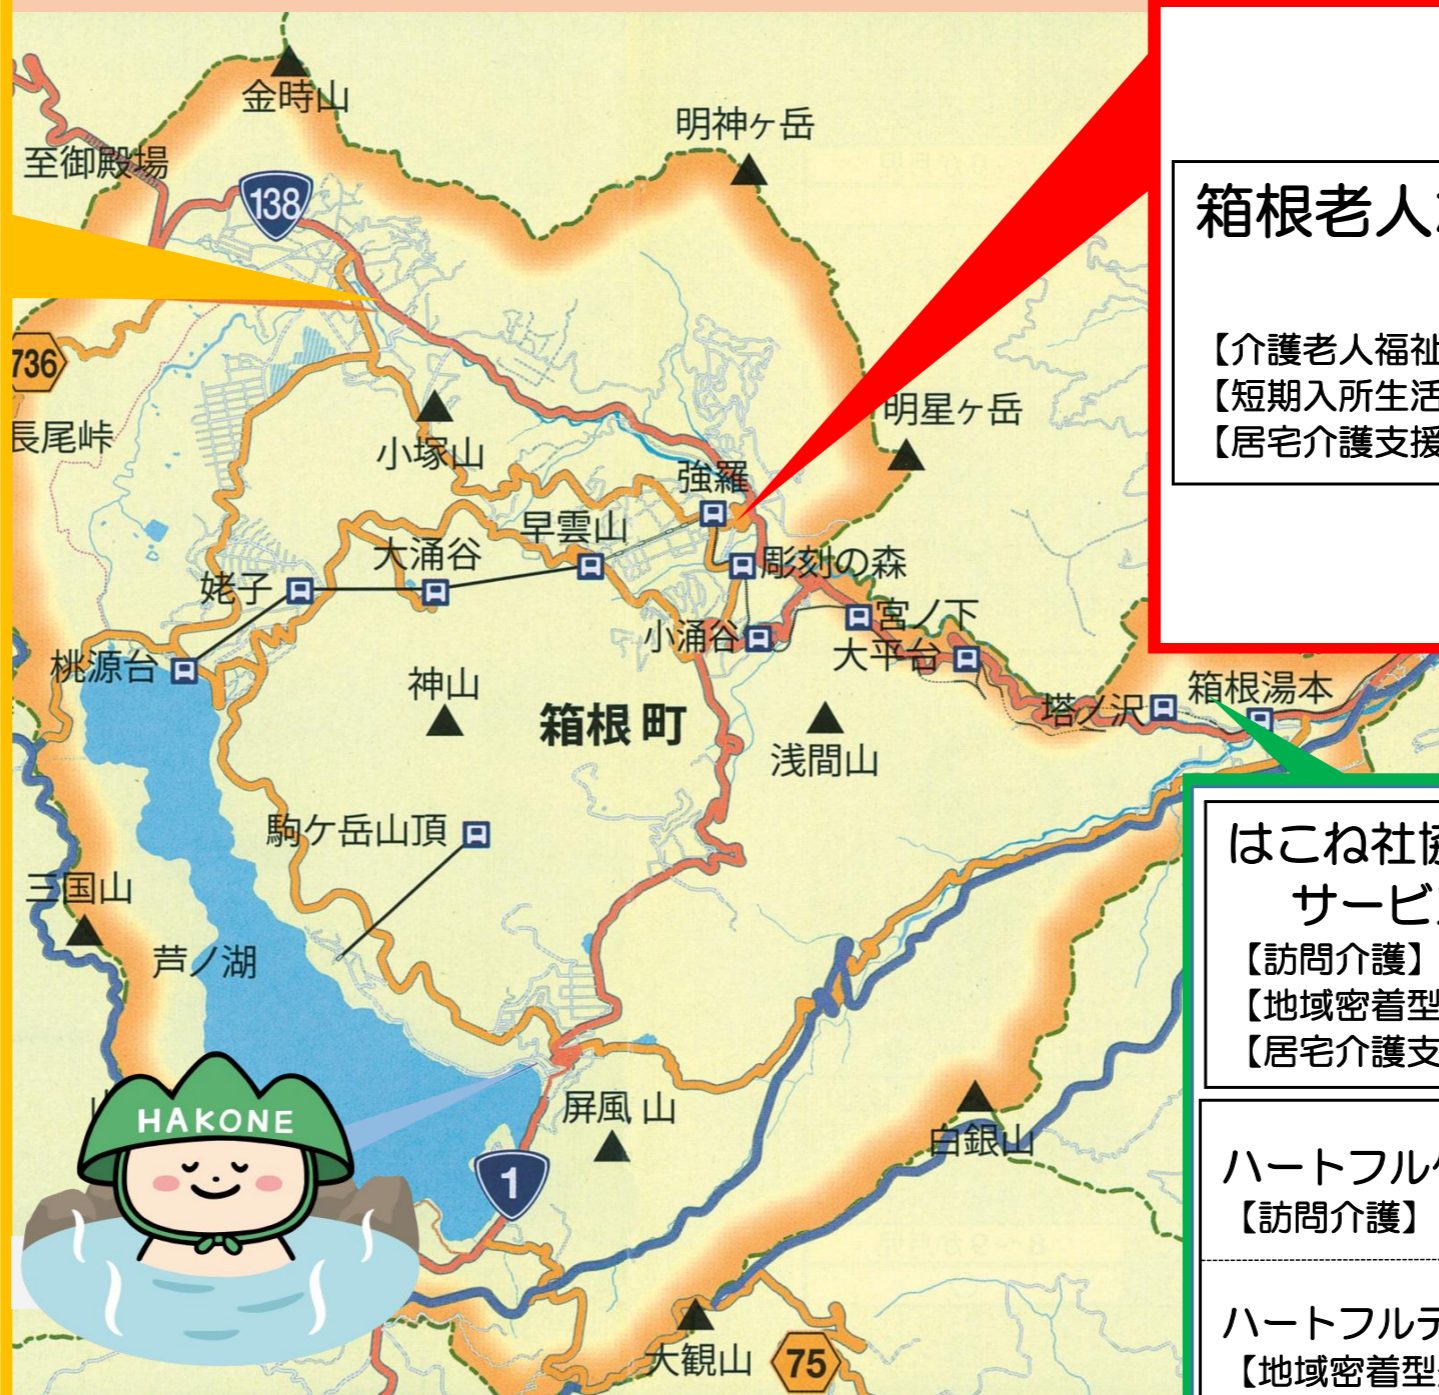 金時山
明神ヶ岳
至御殿場
138
箱根老人
【介護老人福祉
736
【短期入所生活
明星ヶ岳
長尾峠
【居宅介護支援
小塚山
強羅
早雲山
大涌谷
彫刻の森
姥子
宮ノ下
小涌谷
大平台
桃源台
神山
箱根湯本
塔ノ沢
箱根町
浅間山
駒ケ岳山頂
はこね社協
三国山
サービス
芦ノ湖
【訪問介護】
【地域密着型
【居宅介護支
屏風山
HAKONE
白銀山
ハートフルケ
1
【訪問介護】
ハートフルデ
大観山
75
【地域密着型